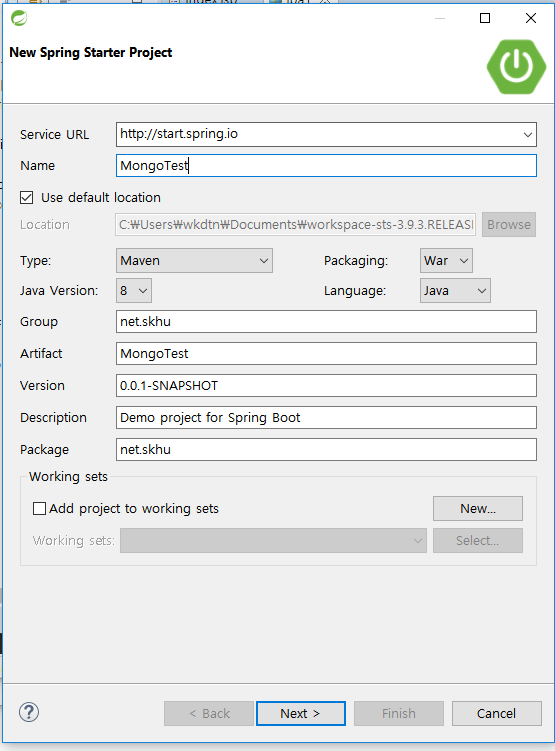 New Spring Starter Project
Service URL http://start.spring.io
Name MongoTest
Use default location
Location C:₩Users₩wkdtn₩Documents₩workspace-sts-3.9.3.RELEASE Browse
Type: Maven Packaging: War
Java Version: 8 Language: Java
Group net.skhu
Artifact MongoTest
Version 0.0.1-SNAPSHOT
Description Demo project for Spring Boot
Package net.skhu
Working sets
Add project to working sets New...
Working sets: Select...
? < Back Next > Finish Cancel